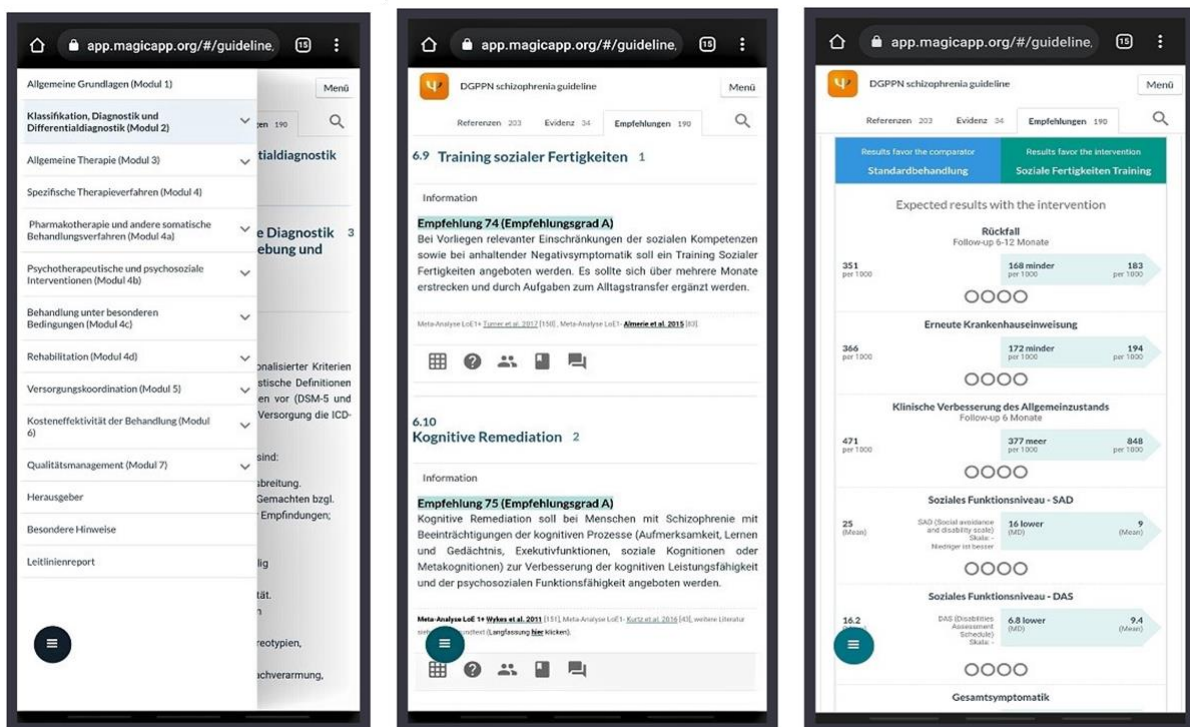 app.magicapp.org/#/guideline,
15
Allgemeine Grundlagen (Modul 1)
Menü
Klassifikation, Diagnostik und
Differentialdiagnostik (Modul 2)
gen 190
Allgemeine Therapie (Modul 3)
tialdiagnostik
Spezifische Therapieverfahren (Modul 4)
Pharmakotherapie und andere somatische
Behandlungsverfahren (Modul 4a)
e Diagnostik 3
ebung und
Psychotherapeutische und psychosoziale
Interventionen (Modul 4b)
Behandlung unter besonderen
Bedingungen (Modul 4c)
Rehabilitation (Modul 4d)
onalisierter Kriterien
stische Definitionen
Versorgungskoordination (Modul 5)
en vor (DSM-5 und
Versorgung die ICD-
Kosteneffektivität der Behandlung (Modul
6)
Qualitätsmanagement (Modul 7)
sind:
sbreitung.
Herausgeber
Gemachten bzgl.
Empfindungen;
Besondere Hinweise
Leitlinienreport
lig
tät.
n
reotypien,
achverarmung,
app.magicapp.org/#/guideline,
15
DGPPN schizophrenia guideline
Menü
Referenzen 203 Evidenz 34 Empfehlungen 190
6.9 Training sozialer Fertigkeiten 1
Information
Empfehlung 74 (Empfehlungsgrad A)
Bei Vorliegen relevanter Einschränkungen der sozialen Kompetenzen
sowie bei anhaltender Negativsymptomatik soll ein Training Sozialer
Fertigkeiten angeboten werden. Es sollte sich über mehrere Monate
erstrecken und durch Aufgaben zum Alltagstransfer ergänzt werden.
Meta-Analyse LoE1+ Turner et al. 2017 [150], Meta-Analyse LoE1- Almerie et al. 2015 [83].
6.10
Kognitive Remediation 2
Information
Empfehlung 75 (Empfehlungsgrad A)
Kognitive Remediation soll bei Menschen mit Schizophrenie mit
Beeinträchtigungen der kognitiven Prozesse (Aufmerksamkeit, Lernen
und Gedächtnis, Exekutivfunktionen, soziale Kognitionen oder
Metakognitionen) zur Verbesserung der kognitiven Leistungsfähigkeit
und der psychosozialen Funktionsfähigkeit angeboten werden.
Meta-Analyse LoE 1+ Wykes et al. 2011 [151], Meta-Analyse LoE1- Kurtz et al. 2016 [43], weitere Literatur
(Langfassung hier klicken).
app.magicapp.org/#/guideline,
15
DGPPN schizophrenia guideline
Menü
Referenzen 203 Evidenz 34 Empfehlungen 190
Results favor the comparator
Standardbehandlung
Results favor the intervention
Soziale Fertigkeiten Training
Expected results with the intervention
Rückfall
Follow-up 6-12 Monate
351 168 minder 183
per 1000 per 1000 per 1000
Erneute Krankenhauseinweisung
366 172 minder 194
per 1000 per 1000 per 1000
Klinische Verbesserung des Allgemeinzustands
Follow-up 6 Monate
471 377 meer 848
per 1000 per 1000 per 1000
Soziales Funktionsniveau - SAD
25 SAD (Social avoidance 16 lower 9
(Mean) and disability scale) (MD) (Mean)
Skala: -
Niedriger ist besser
Soziales Funktionsniveau - DAS
16.2 DAS (Disabilities 6.8 lower 9.4
Assessment (MD) (Mean)
Schedule)
Skala: -
Gesamtsymptomatik